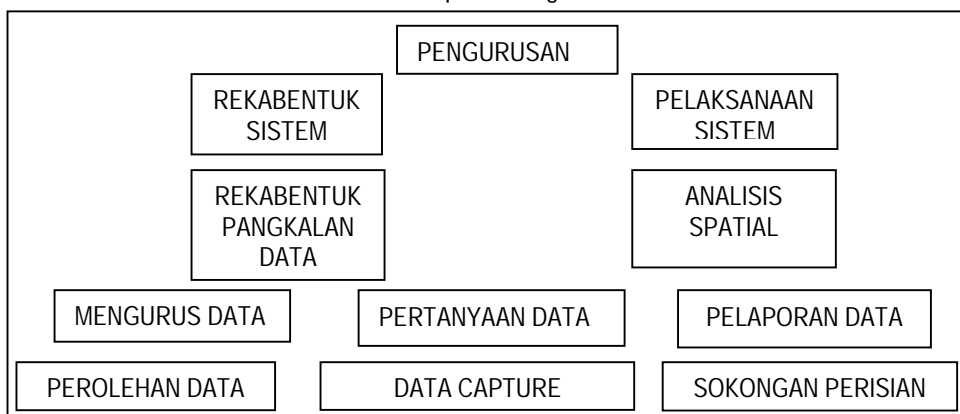 PENGURUSAN
REKABENTUK
SISTEM
PELAKSANAAN
SISTEM
REKABENTUK
PANGKALAN
DATA
ANALISIS
SPATIAL
MENGURUS DATA
PERTANYAAN DATA
PELAPORAN DATA
PEROLEHAN DATA
DATA CAPTURE
SOKONGAN PERISIAN